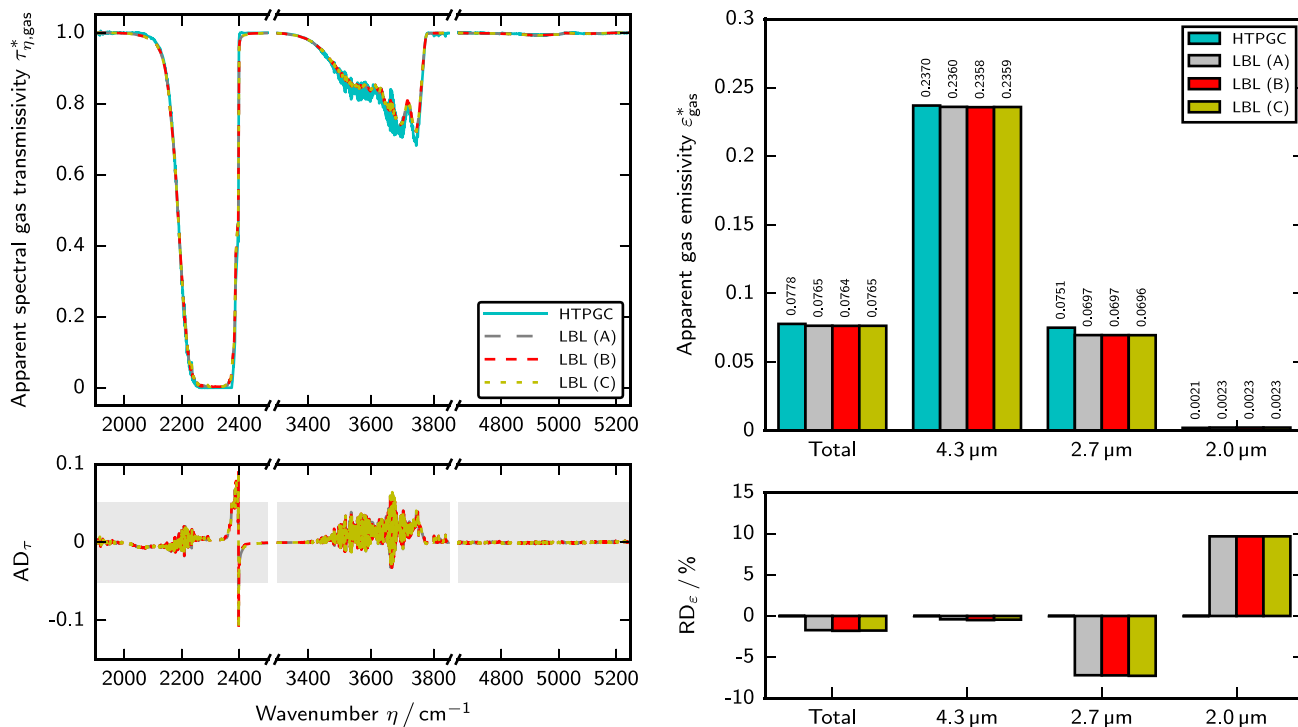 Apparent spectral gas transmissivity τ*η,gas
1.0
0.8
0.6
0.4
0.2
0
HTPGC
LBL (A)
LBL (B)
LBL (C)
2000 2200 2400 3400 3600 3800 4800 5000 5200
ADτ
0.1
0
-0.1
2000 2200 2400 3400 3600 3800 4800 5000 5200
Wavenumber η / cm⁻¹
Apparent gas emissivity ε*gas
0.3
0.25
0.2
0.15
0.1
0.05
0
HTPGC
LBL (A)
LBL (B)
LBL (C)
0.0778 0.0765 0.0764 0.0765
0.2370 0.2360 0.2358 0.2359
0.0751 0.0697 0.0697 0.0696
0.0021 0.0023 0.0023 0.0023
Total 4.3 µm 2.7 µm 2.0 µm
RDε / %
15
10
5
0
-5
-10
Total 4.3 µm 2.7 µm 2.0 µm